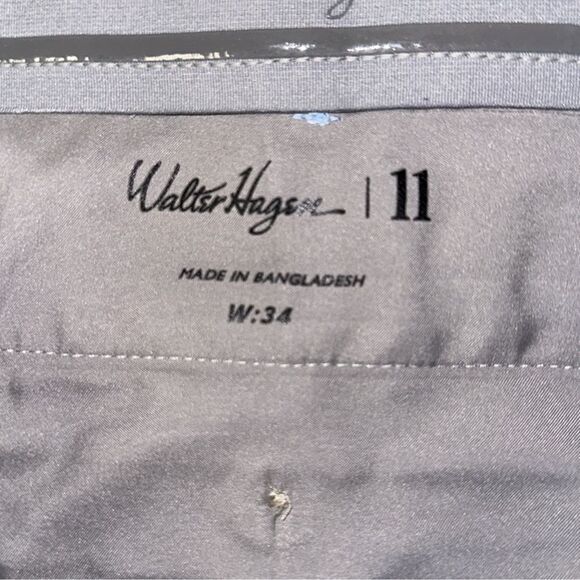 Walter Hagen | 11
MADE IN BANGLADESH
W:34